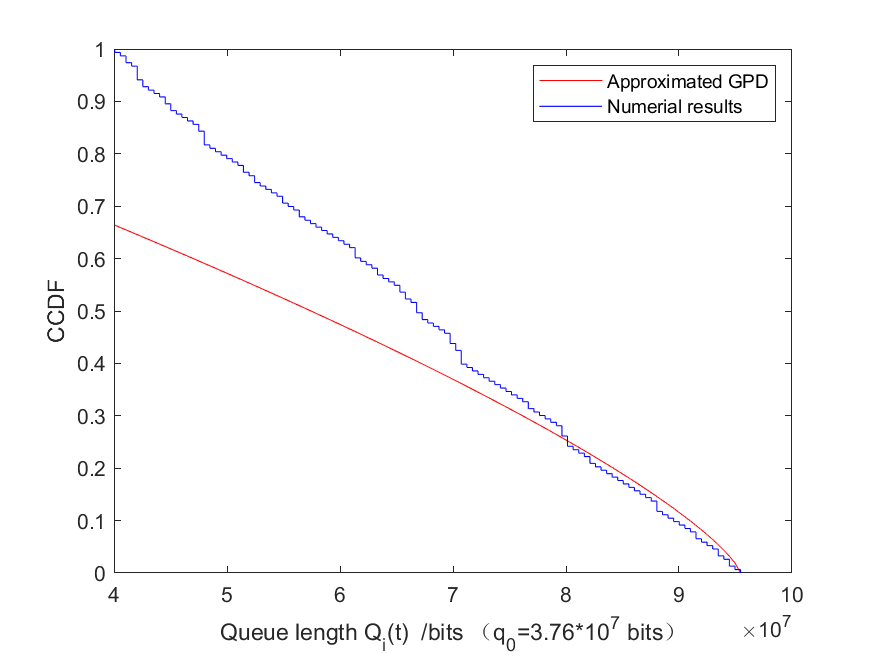 Approximated GPD
Numerial results
1
0.9
0.8
0.7
0.6
0.5
0.4
0.3
0.2
0.1
0
CCDF
4 5 6 7 8 9 10
×10^7
Queue length Q_i(t) /bits （q_0=3.76*10^7 bits）